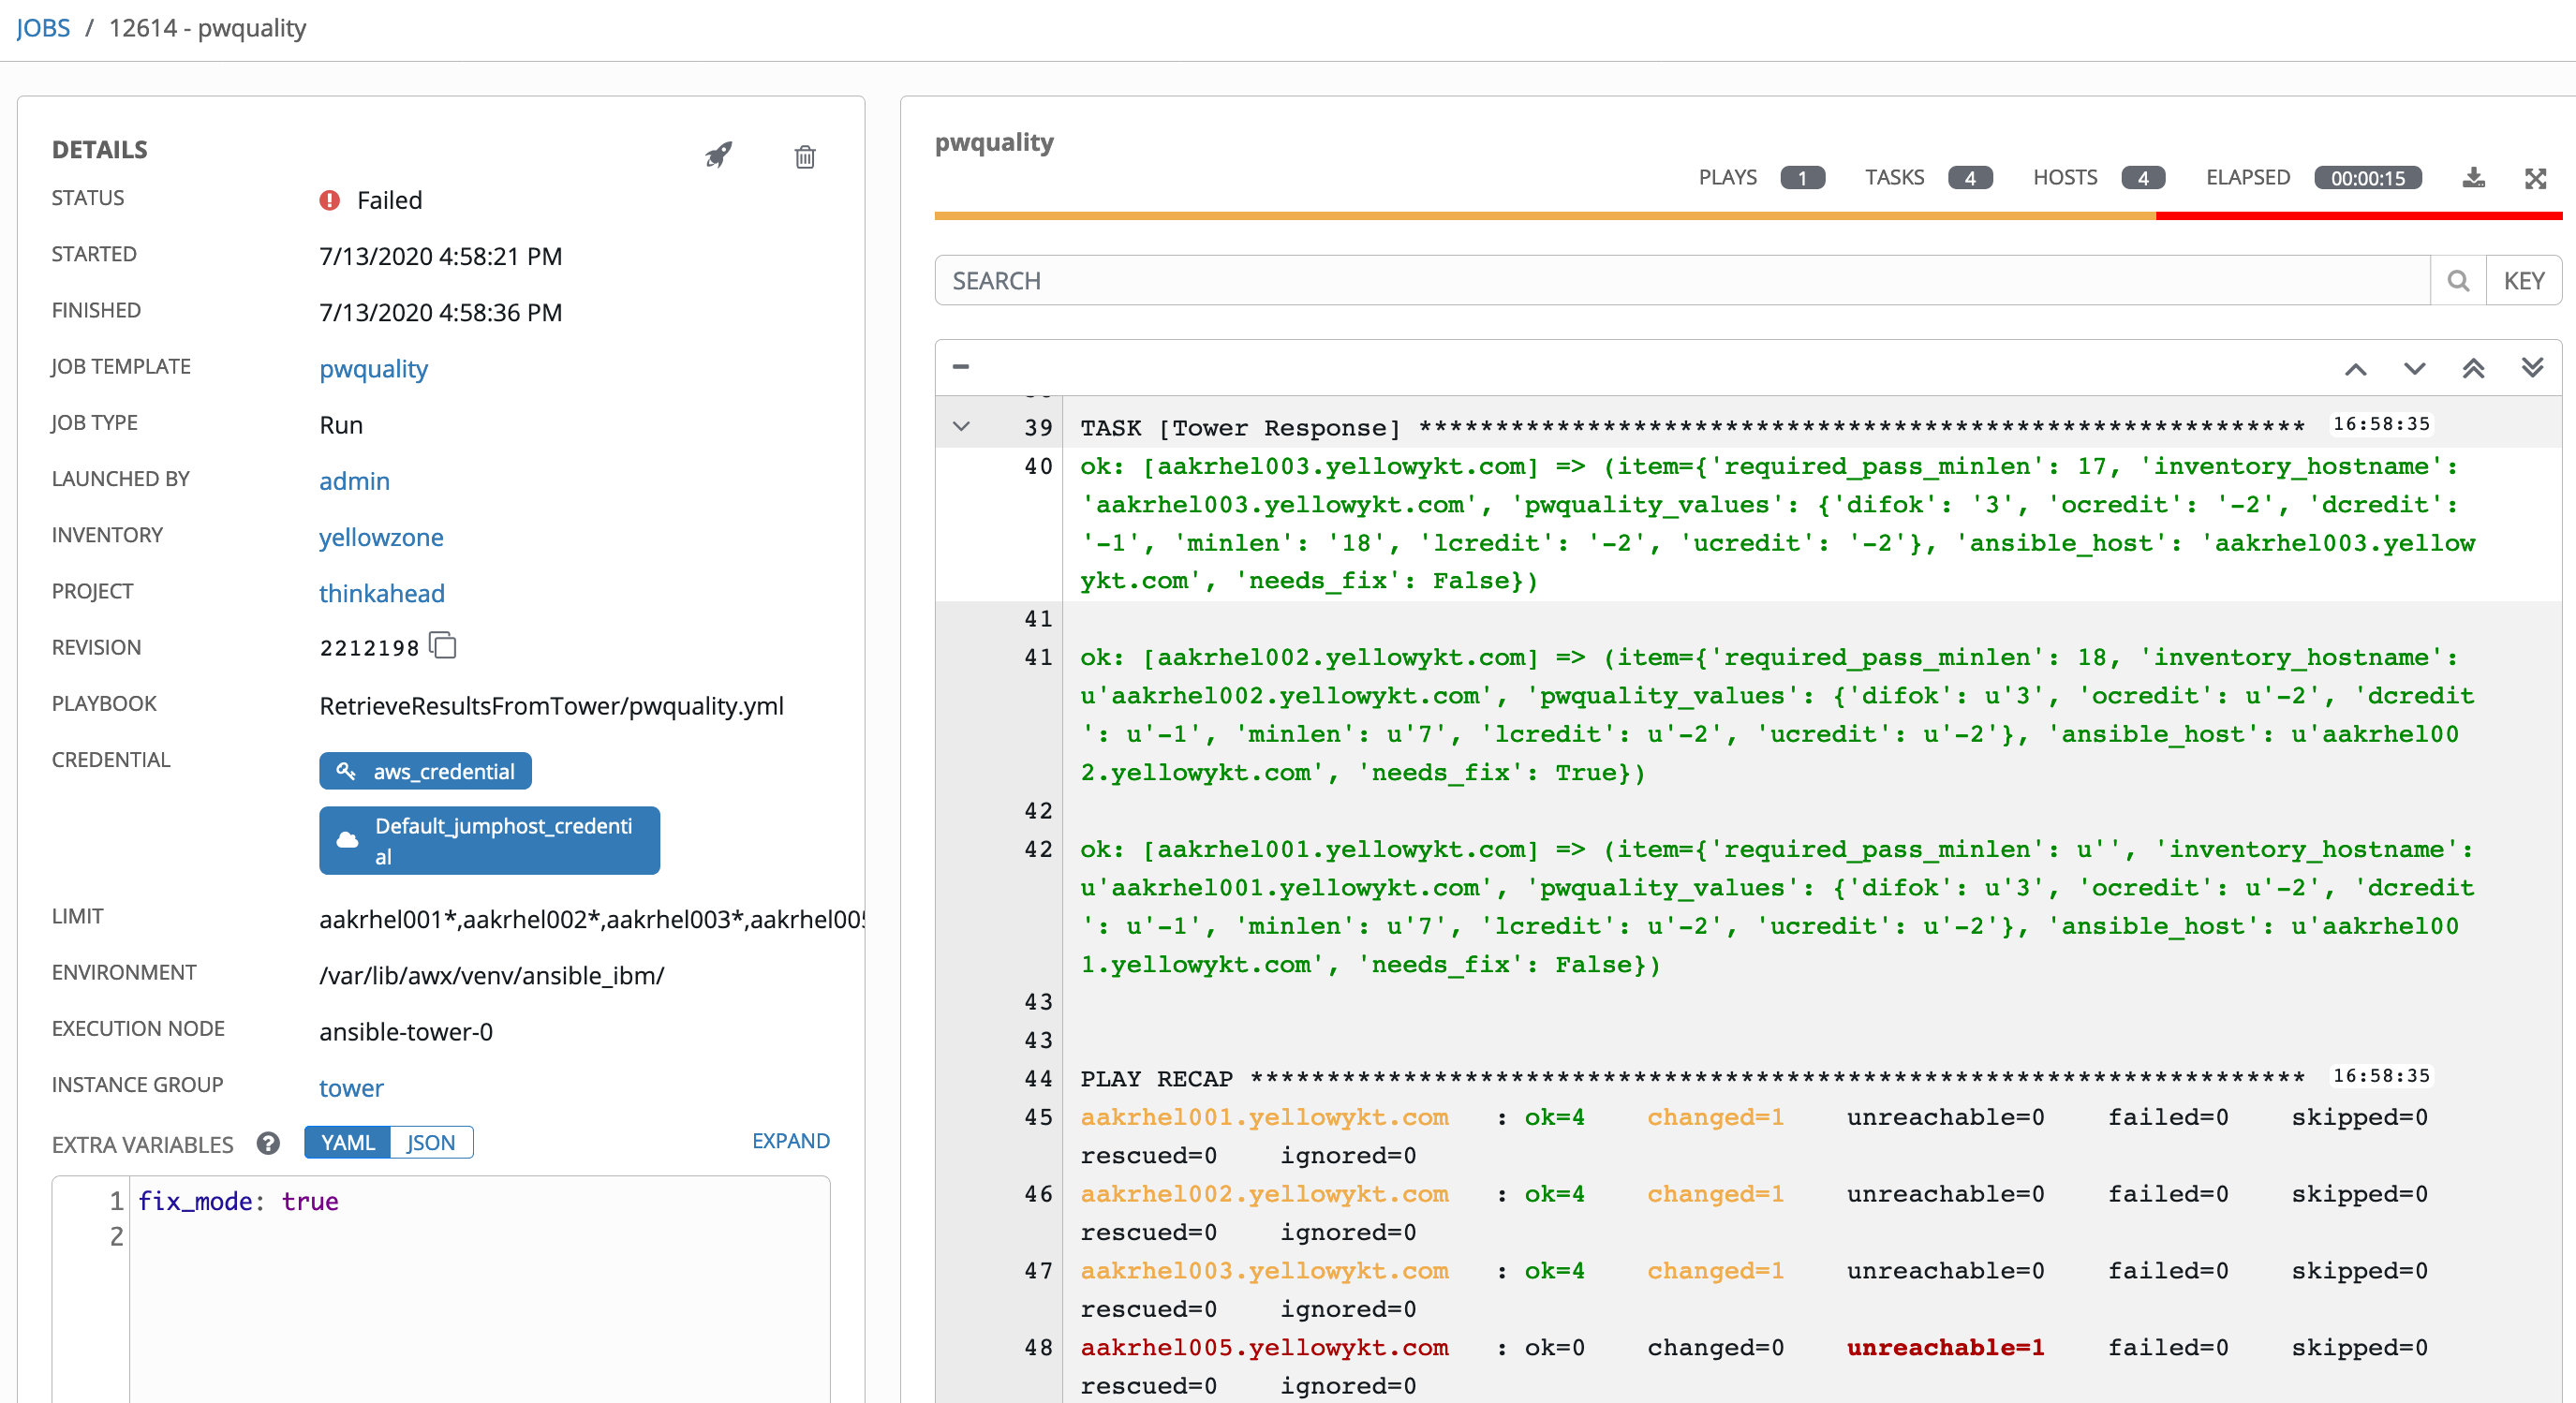 JOBS / 12614 - pwquality
DETAILS
STATUS Failed
STARTED 7/13/2020 4:58:21 PM
FINISHED 7/13/2020 4:58:36 PM
JOB TEMPLATE pwquality
JOB TYPE Run
LAUNCHED BY admin
INVENTORY yellowzone
PROJECT thinkahead
REVISION 2212198
PLAYBOOK RetrieveResultsFromTower/pwquality.yml
CREDENTIAL aws_credential
Default_jumphost_credenti
al
LIMIT aakrhel001*,aakrhel002*,aakrhel003*,aakrhel005
ENVIRONMENT /var/lib/awx/venv/ansible_ibm/
EXECUTION NODE ansible-tower-0
INSTANCE GROUP tower
EXTRA VARIABLES ? YAML JSON EXPAND
1 fix_mode: true
2
pwquality
PLAYS 1 TASKS 4 HOSTS 4 ELAPSED 00:00:15
SEARCH KEY
39 TASK [Tower Response] ********************************************************** 16:58:35
40 ok: [aakrhel003.yellowykt.com] => (item={'required_pass_minlen': 17, 'inventory_hostname':
'aakrhel003.yellowykt.com', 'pwquality_values': {'difok': '3', 'ocredit': '-2', 'dcredit':
'-1', 'minlen': '18', 'lcredit': '-2', 'ucredit': '-2'}, 'ansible_host': 'aakrhel003.yellow
ykt.com', 'needs_fix': False})
41
41 ok: [aakrhel002.yellowykt.com] => (item={'required_pass_minlen': 18, 'inventory_hostname':
u'aakrhel002.yellowykt.com', 'pwquality_values': {'difok': u'3', 'ocredit': u'-2', 'dcredit
': u'-1', 'minlen': u'7', 'lcredit': u'-2', 'ucredit': u'-2'}, 'ansible_host': u'aakrhel00
2.yellowykt.com', 'needs_fix': True})
42
42 ok: [aakrhel001.yellowykt.com] => (item={'required_pass_minlen': u'', 'inventory_hostname':
u'aakrhel001.yellowykt.com', 'pwquality_values': {'difok': u'3', 'ocredit': u'-2', 'dcredit
': u'-1', 'minlen': u'7', 'lcredit': u'-2', 'ucredit': u'-2'}, 'ansible_host': u'aakrhel00
1.yellowykt.com', 'needs_fix': False})
43
43
44 PLAY RECAP ********************************************************************* 16:58:35
45 aakrhel001.yellowykt.com : ok=4 changed=1 unreachable=0 failed=0 skipped=0
rescued=0 ignored=0
46 aakrhel002.yellowykt.com : ok=4 changed=1 unreachable=0 failed=0 skipped=0
rescued=0 ignored=0
47 aakrhel003.yellowykt.com : ok=4 changed=1 unreachable=0 failed=0 skipped=0
rescued=0 ignored=0
48 aakrhel005.yellowykt.com : ok=0 changed=0 unreachable=1 failed=0 skipped=0
rescued=0 ignored=0